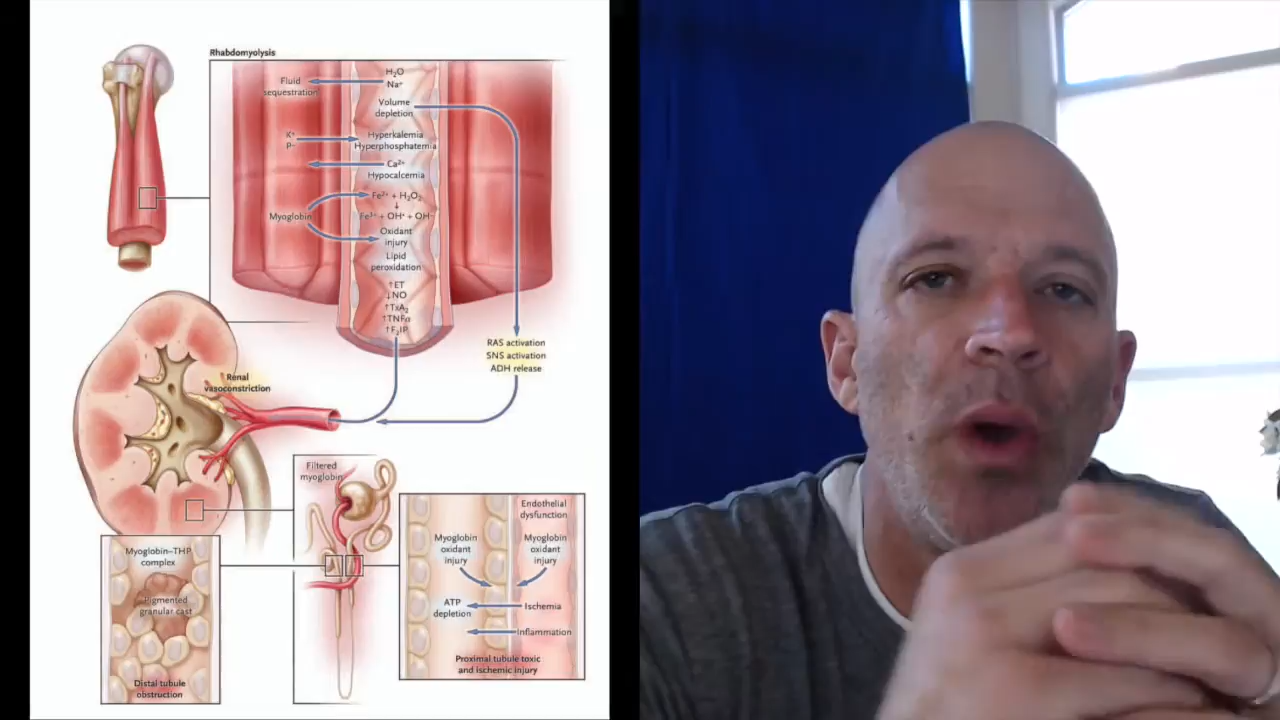 Rhabdomyolysis
H₂O
Na⁺
Fluid
sequestration
Volume
depletion
K⁺
P⁻
Hyperkalemia
Hyperphosphatemia
Ca²⁺
Hypocalcemia
Fe²⁺ + H₂O₂
↓
Myoglobin
Fe³⁺ + OH• + OH⁻
Oxidant
injury
Lipid
peroxidation
↑ET
↓NO
↑TxA₂
↑TNFα
↑F₂IP
RAS activation
SNS activation
ADH release
Renal
vasoconstriction
Filtered
myoglobin
Endothelial
dysfunction
Myoglobin
oxidant
injury
Myoglobin
oxidant
injury
ATP
depletion
Ischemia
Inflammation
Proximal tubule toxic
and ischemic injury
Myoglobin–THP
complex
Pigmented
granular cast
Distal tubule
obstruction